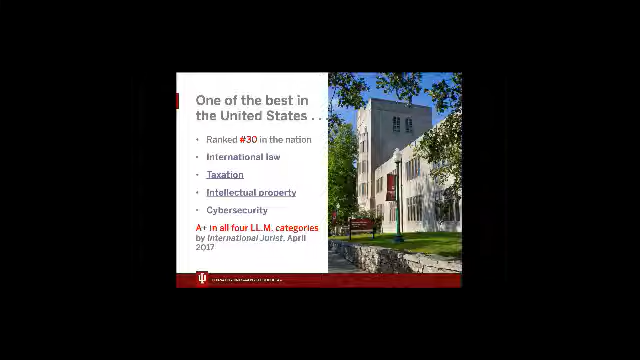 One of the best in
the United States . . .
• Ranked #30 in the nation
• International law
• Taxation
• Intellectual property
• Cybersecurity
A+ in all four LL.M. categories
by International Jurist, April
2017